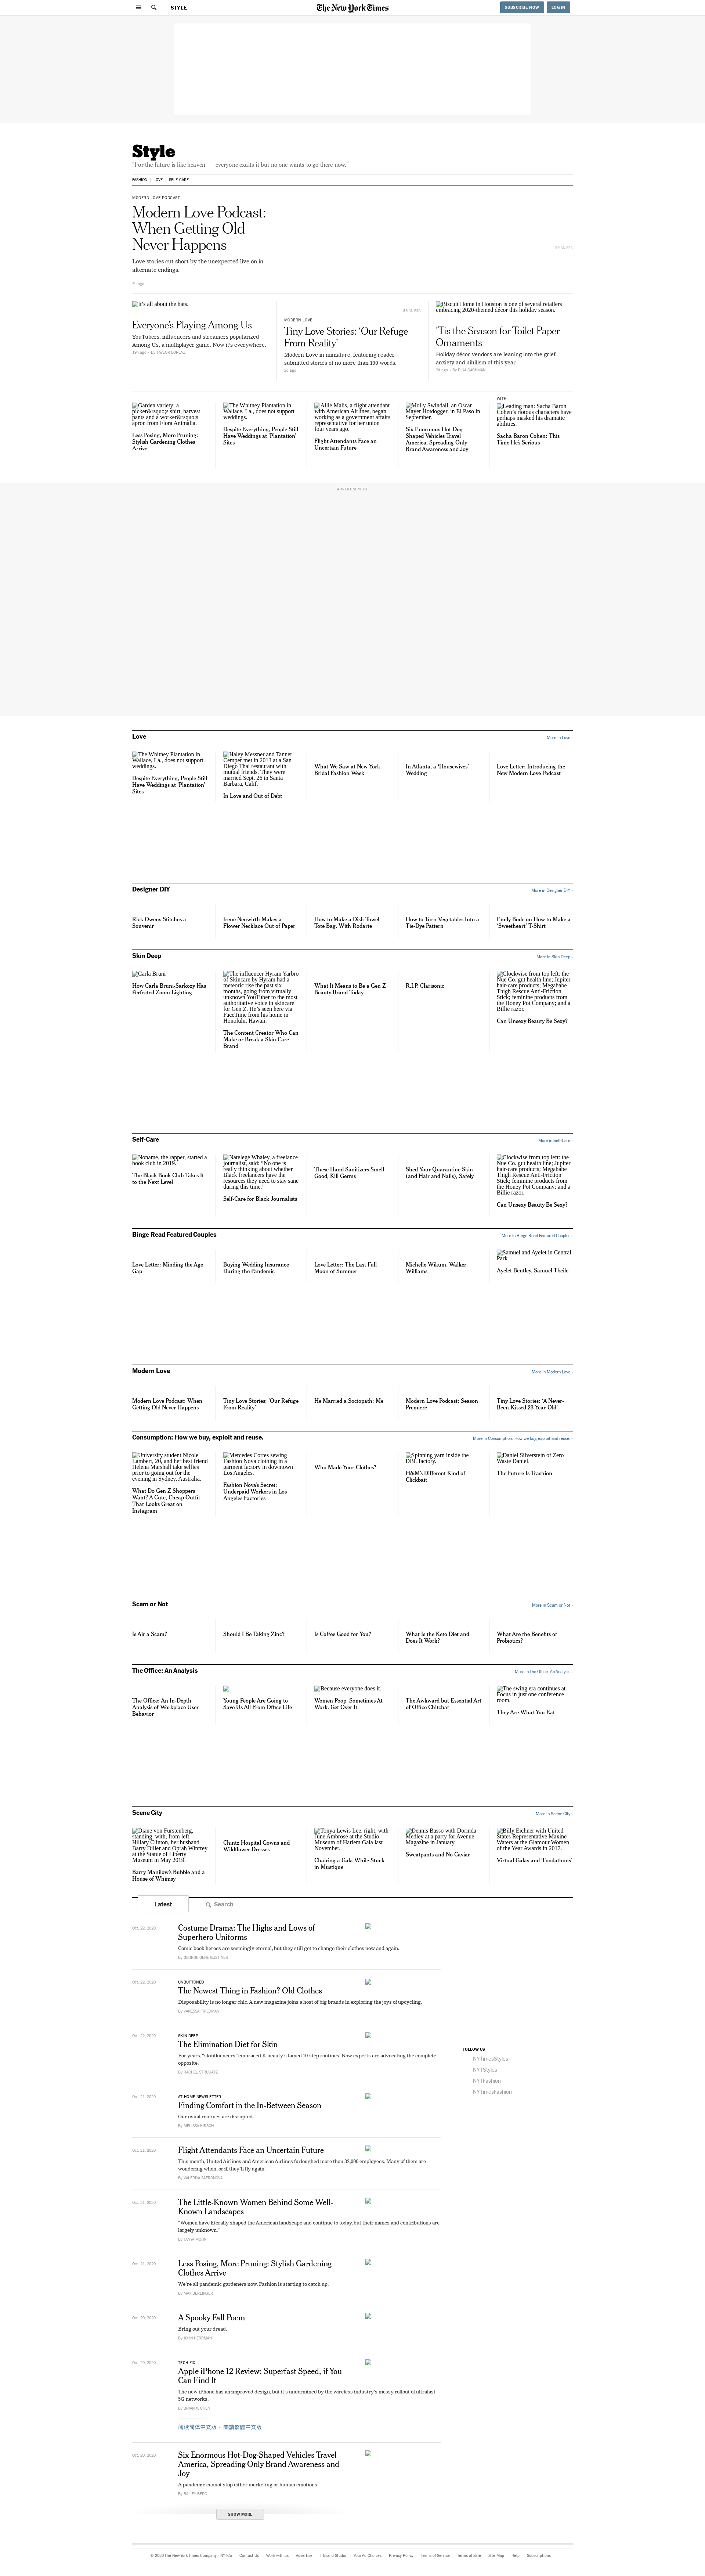 STYLE
The New York Times
SUBSCRIBE NOW
LOG IN
Style
"For the future is like heaven — everyone exalts it but no one wants to go there now."
FASHION
LOVE
SELF-CARE
MODERN LOVE PODCAST
Modern Love Podcast:
When Getting Old
Never Happens
Love stories cut short by the unexpected live on in
alternate endings.
7h ago
Brian Rea
It's all about the hats.
Everyone's Playing Among Us
YouTubers, influencers and streamers popularized
Among Us, a multiplayer game. Now it's everywhere.
19h ago - By TAYLOR LORENZ
Brian Rea
MODERN LOVE
Tiny Love Stories: 'Refuge
From Reality'
Modern Love in miniature, featuring reader-
submitted stories of no more than 100 words.
2d ago
Biscuit Home in Houston is one of several retailers
embracing 2020-themed décor this holiday season.
'Tis the Season for Toilet Paper
Ornaments
Holiday décor vendors are leaning into the grief,
anxiety and nihilism of this year.
Garden variety: a
picker&rsquo;s shirt, harvest
pants and a worker&rsquo;s
apron from Flora Animalia.
Less Posing, More Pruning:
Stylish Gardening Clothes
Arrive
The Whitney Plantation in
Wallace, La., does not support
weddings.
Despite Everything, People Still
Have Weddings at 'Plantation'
Sites
Allie Malis, a flight attendant
with American Airlines, began
working as a government affairs
representative for her union
four years ago.
Flight Attendants Face an
Uncertain Future
Molly Swindall, an Oscar
Mayer Hotdogger, in El Paso in
September.
Six Enormous Hot-Dog-
Shaped Vehicles Travel
America, Spreading Only
Brand Awareness and Joy
WITH ...
Leading man: Sacha Baron
Cohen's riotous characters have
masked his more dramatic
abilities.
Sacha Baron Cohen: This
Time He's Serious
ADVERTISEMENT
Love
More in Love ›
The Whitney Plantation in
Wallace, La., does not support
weddings.
Despite Everything, People Still
Have Weddings at 'Plantation'
Sites
Haley Messner and Tanner
Cemper met in 2013 at a San
Diego Thai restaurant with
mutual friends. They were
married Sept. 26 in Santa
Barbara, Calif.
In Love and Out of Debt
What We Saw at New York
Bridal Fashion Week
In Atlanta, a 'Housewives'
Wedding
Love Letter: Introducing the
New Modern Love Podcast
Designer DIY
More in Designer DIY ›
Rick Owens Stitches a
Souvenir
Irene Neuwirth Makes a
Flower Necklace Out of Paper
How to Make a Dish Towel
Tote Bag, With Rodarte
How to Turn Vegetables Into a
Tie-Dye Pattern
Emily Bode on How to Make a
'Sweetheart' T-Shirt
Skin Deep
More in Skin Deep ›
Carla Bruni
How Carla Bruni-Sarkozy Has
Perfected Zoom Lighting
The influencer Hyram Yarbro
of Skincare by Hyram had a
meteoric rise the past six
months, going from virtually
unknown YouTuber to the most
authoritative voice in skincare
for Gen Z. He's seen here via
FaceTime from his home in
Honolulu, Hawaii.
The Content Creator Who Can
Make or Break a Skin Care
Brand
What It Means to Be a Gen Z
Beauty Brand Today
R.I.P. Clarisonic
Clockwise from top left: the
Nue Co. gut health line; Jupiter
hair-care products; Megababe
Thigh Rescue Anti-Friction
Stick; feminine products from
the Honey Pot Company; and a
Billie razor.
Can Unsexy Beauty Be Sexy?
Self-Care
More in Self-Care ›
Noname, the rapper, started a
book club in 2019.
The Black Book Club Takes It
to the Next Level
Natelegé Whaley, a freelance
journalist, said: "No one is
really thinking about whether
Black freelancers have the
resources they need to stay sane
during this time."
Self-Care for Black Journalists
These Hand Sanitizers Smell
Good, Kill Germs
Shed Your Quarantine Skin
(and Hair and Nails), Safely
Clockwise from top left: the
Nue Co. gut health line; Jupiter
hair-care products; Megababe
Thigh Rescue Anti-Friction
Stick; feminine products from
the Honey Pot Company; and a
Billie razor.
Can Unsexy Beauty Be Sexy?
Binge Read Featured Couples
More in Binge Read Featured Couples ›
Love Letter: Minding the Age
Gap
Buying Wedding Insurance
During the Pandemic
Love Letter: The Last Full
Moon of Summer
Michelle Wikum, Walker
Williams
Samuel and Ayelet in Central
Park
Ayelet Bentley, Samuel Tbeile
Modern Love
More in Modern Love ›
Modern Love Podcast: When
Getting Old Never Happens
Tiny Love Stories: 'Our Refuge
From Reality'
He Married a Sociopath: Me
Modern Love Podcast: Season
Premiere
Tiny Love Stories: 'A Never-
Been-Kissed 23-Year-Old'
Consumption: How we buy, exploit and reuse.
More in Consumption: How we buy, exploit and reuse. ›
University student Nicole
Lambert, 20, and her best friend
Helena Marshall take selfies
prior to going out for the
evening in Sydney, Australia.
What Do Gen Z Shoppers
Want? A Cute, Cheap Outfit
That Looks Great on
Instagram
Mercedes Cortes sewing
Fashion Nova clothing in a
garment factory in downtown
Los Angeles.
Fashion Nova's Secret:
Underpaid Workers in Los
Angeles Factories
Who Made Your Clothes?
Spinning yarn inside the
DBL factory.
H&M's Different Kind of
Clickbait
Daniel Silverstein of Zero
Waste Daniel.
The Future Is Trashion
Scam or Not
More in Scam or Not ›
Is Air a Scam?
Should I Be Taking Zinc?
Is Coffee Good for You?
What Is the Keto Diet and
Does It Work?
What Are the Benefits of
Probiotics?
The Office: An Analysis
More in The Office: An Analysis ›
The Office: An In-Depth
Analysis of Workplace User
Behavior
Young People Are Going to
Save Us All From Office Life
Because everyone does it.
Women Poop. Sometimes At
Work. Get Over It.
The Awkward but Essential Art
of Office Chitchat
The swing era continues at
Focus in just one conference
room.
They Are What You Eat
Scene City
More in Scene City ›
Diane von Furstenberg,
standing, with, from left,
Hillary Clinton, her husband
Barry Diller and Oprah Winfrey
at the Statue of Liberty
Museum in May 2019.
Barry Manilow's Bubble and a
House of Whimsy
Chintz Hospital Gowns and
Wildflower Dresses
Tonya Lewis Lee, right, with
June Ambrose at the Studio
Museum of Harlem Gala last
November.
Chairing a Gala While Stuck
in Mustique
Dennis Basso with Dorinda
Medley at a party for Avenue
Magazine in January.
Sweatpants and No Caviar
Billy Eichner with United
States Representative Maxine
Waters at the Glamour Women
of the Year Awards in 2017.
Virtual Galas and 'Foodathons'
Latest
Search
Oct. 22, 2020
Costume Drama: The Highs and Lows of
Superhero Uniforms
Comic book heroes are seemingly eternal, but they still get to change their clothes now and again.
By GEORGE GENE GUSTINES
Oct. 22, 2020
UNBUTTONED
The Newest Thing in Fashion? Old Clothes
Disposability is no longer chic. A new magazine joins a host of big brands in exploring the joys of upcycling.
By VANESSA FRIEDMAN
Oct. 22, 2020
SKIN DEEP
The Elimination Diet for Skin
For years, "skinfluencers" embraced K-beauty's famed 10-step routines. Now experts are advocating the complete
opposite.
By RACHEL STRUGATZ
Oct. 21, 2020
AT HOME NEWSLETTER
Finding Comfort in the In-Between Season
Our usual routines are disrupted.
By MELISSA KIRSCH
Oct. 21, 2020
Flight Attendants Face an Uncertain Future
This month, United Airlines and American Airlines furloughed more than 32,000 employees. Many of them are
wondering when, or if, they'll fly again.
By VALERIYA SAFRONOVA
Oct. 21, 2020
The Little-Known Women Behind Some Well-
Known Landscapes
"Women have literally shaped the American landscape and continue to today, but their names and contributions are
largely unknown."
Oct. 21, 2020
Less Posing, More Pruning: Stylish Gardening
Clothes Arrive
We're all pandemic gardeners now. Fashion is starting to catch up.
By MAX BERLINGER
Oct. 20, 2020
A Spooky Fall Poem
Bring out your dread.
By JOHN HERRMAN
Oct. 20, 2020
TECH FIX
Apple iPhone 12 Review: Superfast Speed, if You
Can Find It
The new iPhone has an improved design, but it's undermined by the wireless industry's messy rollout of ultrafast
5G networks.
By BRIAN X. CHEN
阅读简体中文版 · 閱讀繁體中文版
Oct. 20, 2020
Six Enormous Hot-Dog-Shaped Vehicles Travel
America, Spreading Only Brand Awareness and
Joy
A pandemic cannot stop either marketing or human emotions.
By BAILEY BERG
SHOW MORE
FOLLOW US
NYTimesStyles
NYTStyles
NYTFashion
NYTimesFashion
© 2020 The New York Times Company
NYTCo
Contact Us
Work with us
Advertise
T Brand Studio
Your Ad Choices
Privacy Policy
Terms of Service
Terms of Sale
Site Map
Help
Subscriptions